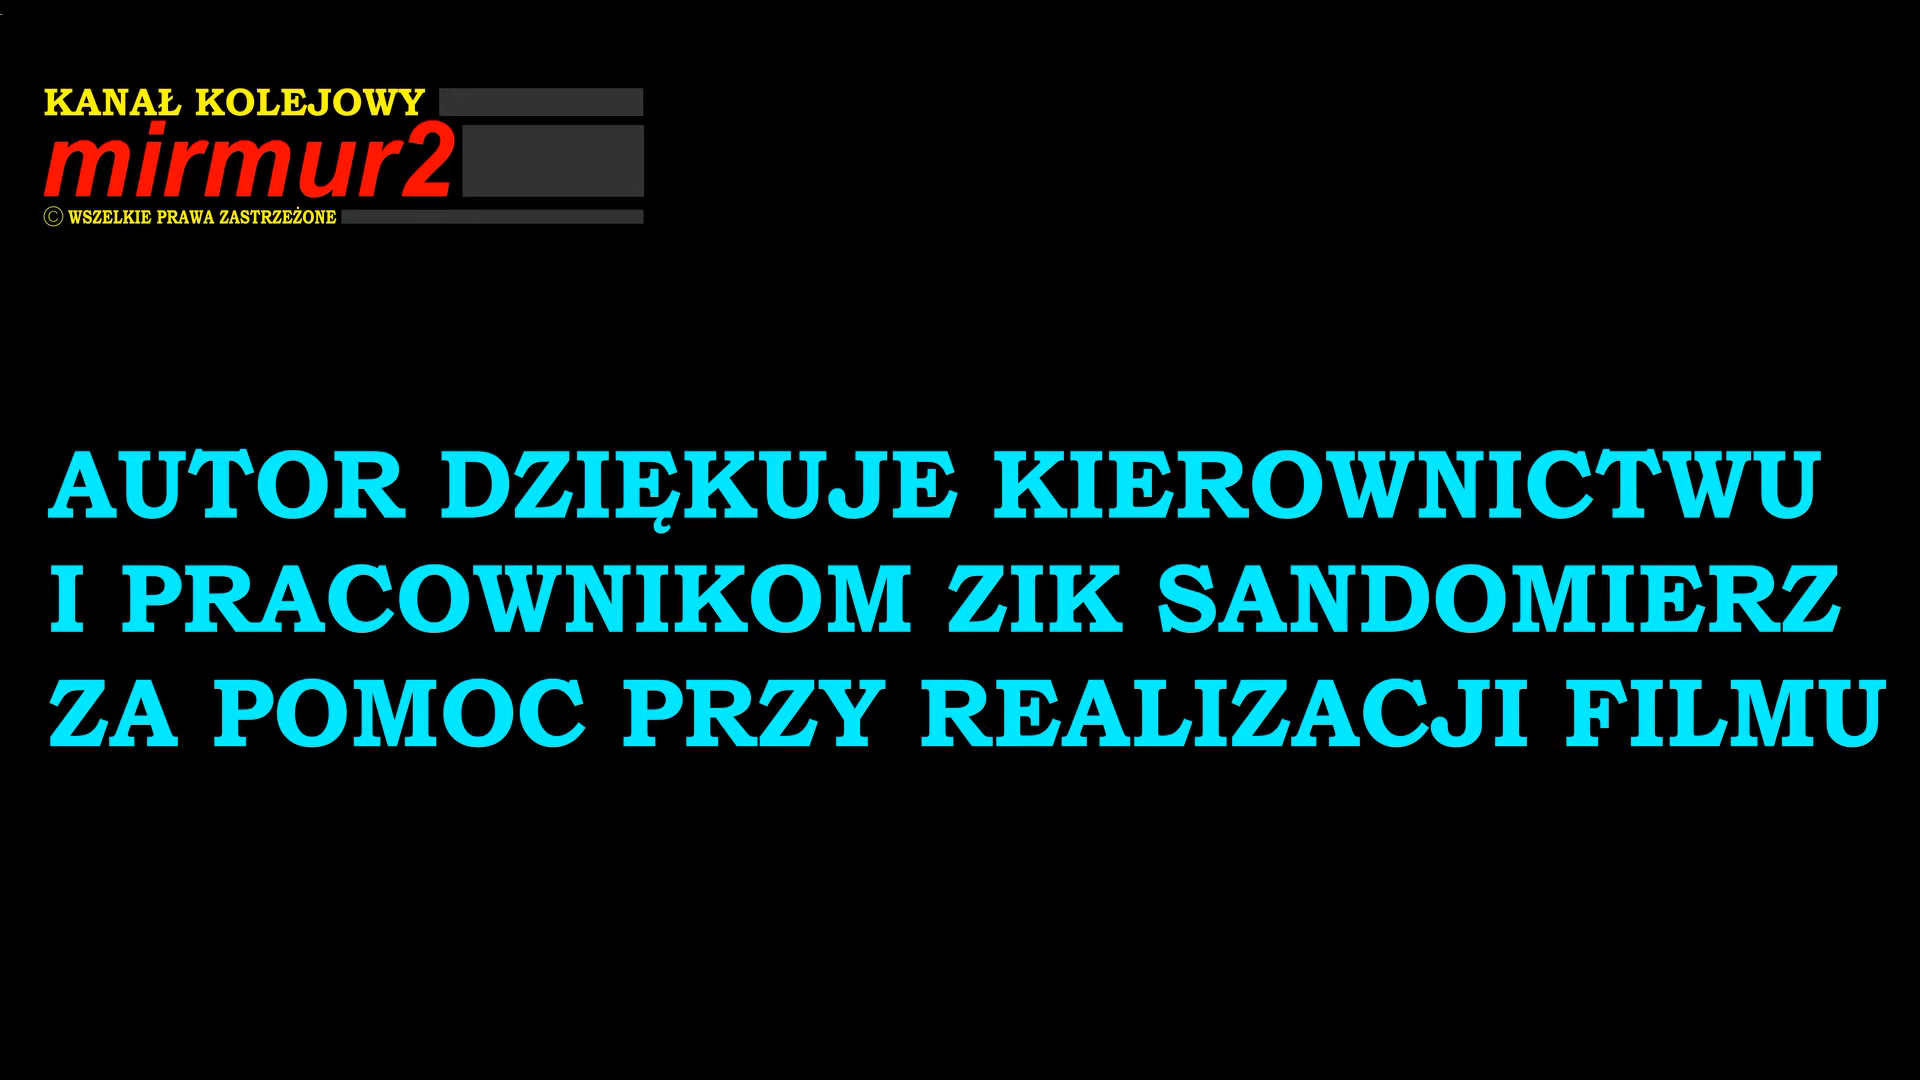 KANAŁ KOLEJOWY
mirmur2
© WSZELKIE PRAWA ZASTRZEŻONE
AUTOR DZIĘKUJE KIEROWNICTWU
I PRACOWNIKOM ZIK SANDOMIERZ
ZA POMOC PRZY REALIZACJI FILMU